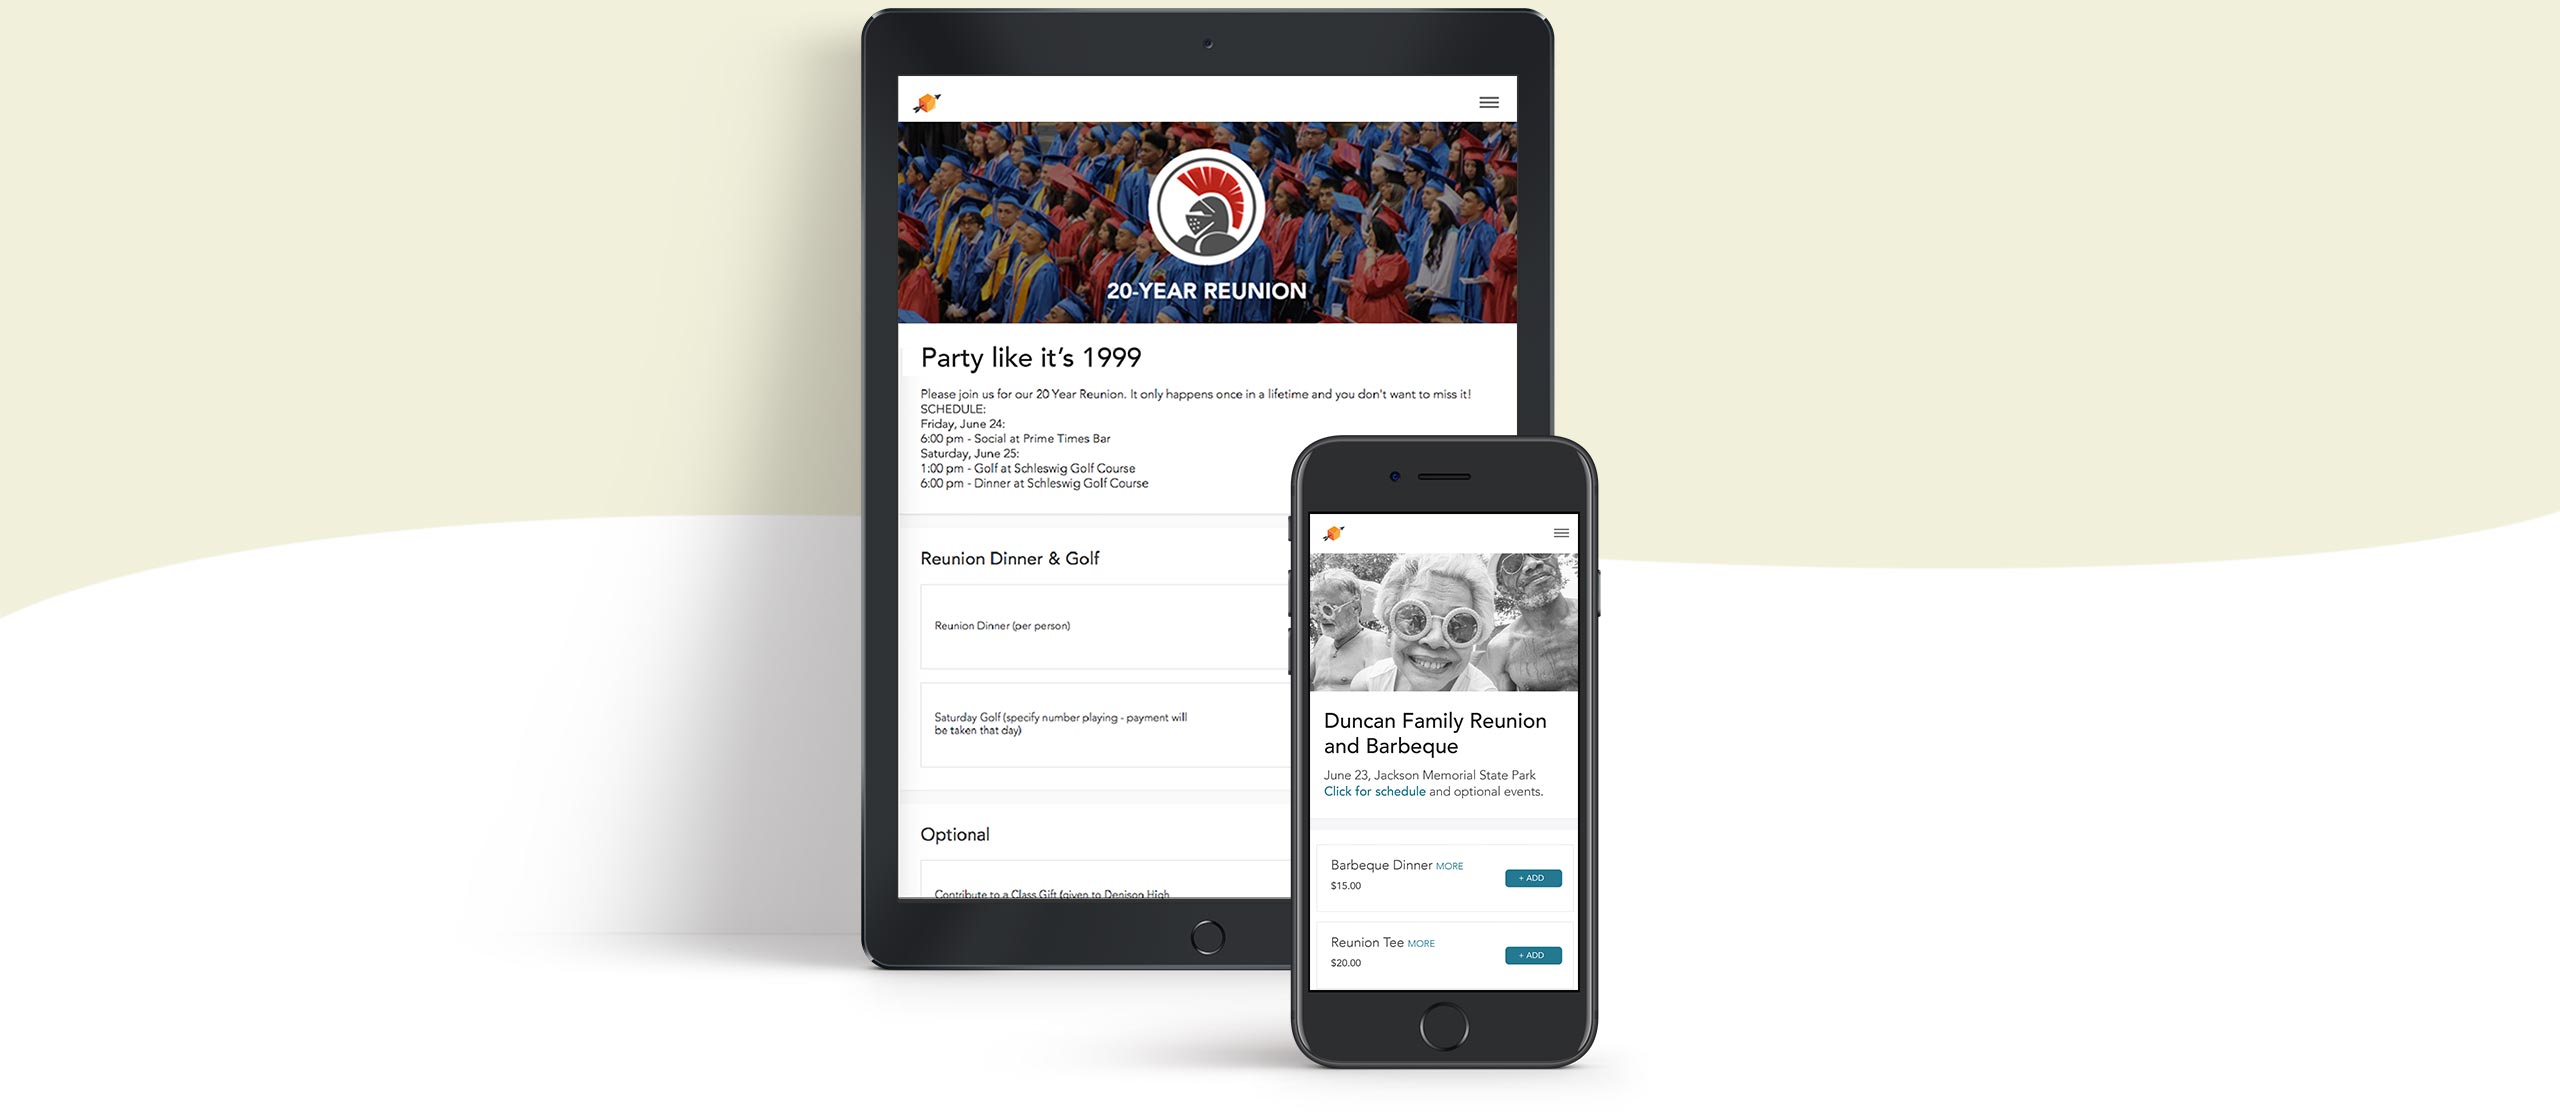 20-YEAR REUNION
Party like it's 1999
Please join us for our 20 Year Reunion. It only happens once in a lifetime and you don't want to miss it!
SCHEDULE:
Friday, June 24:
6:00 pm - Social at Prime Times Bar
Saturday, June 25:
1:00 pm - Golf at Schleswig Golf Course
6:00 pm - Dinner at Schleswig Golf Course
Reunion Dinner & Golf
Reunion Dinner (per person)
Saturday Golf (specify number playing - payment will
be taken that day)
Optional
Contribute to a Class Gift (given to Denison High
Duncan Family Reunion
and Barbeque
June 23, Jackson Memorial State Park
Click for schedule and optional events.
Barbeque Dinner MORE
$15.00
+ ADD
Reunion Tee MORE
$20.00
+ ADD